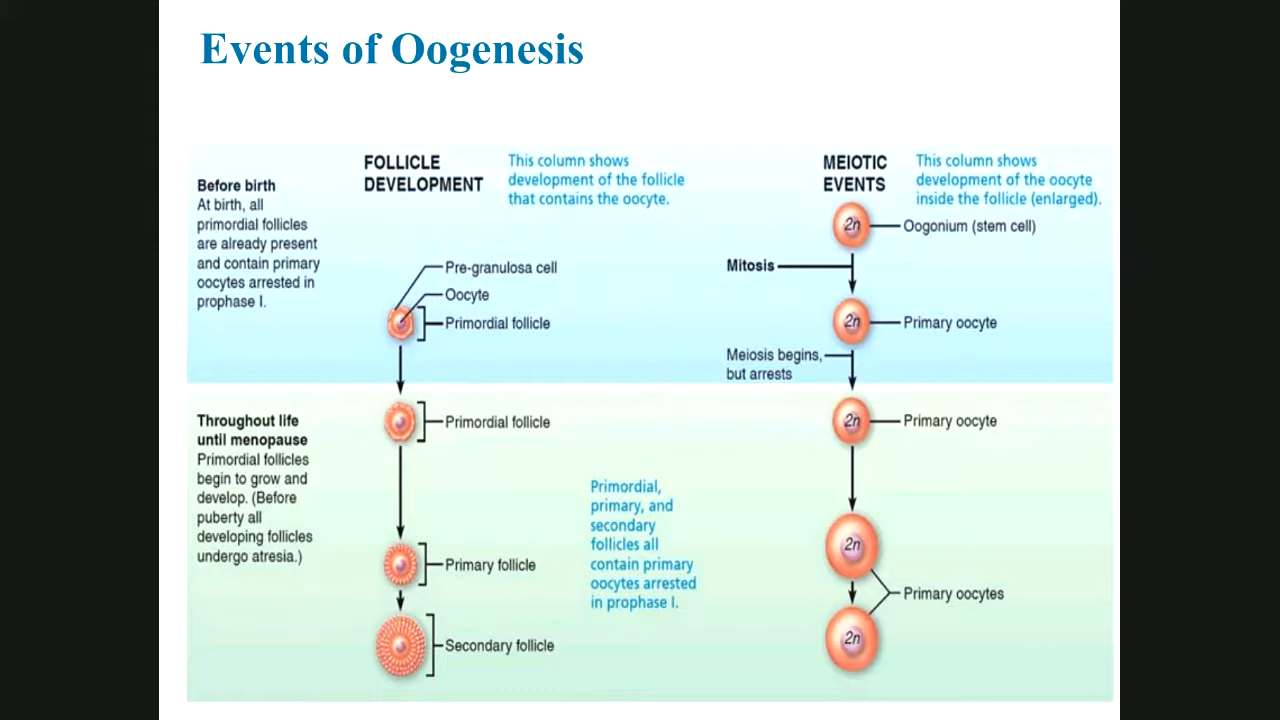 Events of Oogenesis
FOLLICLE
DEVELOPMENT
This column shows
development of the follicle
that contains the oocyte.
MEIOTIC
EVENTS
This column shows
development of the oocyte
inside the follicle (enlarged).
Before birth
At birth, all
primordial follicles
are already present
and contain primary
oocytes arrested in
prophase I.
Pre-granulosa cell
Oocyte
Primordial follicle
2n
Oogonium (stem cell)
Mitosis
2n
Primary oocyte
Meiosis begins,
but arrests
Throughout life
until menopause
Primordial follicles
begin to grow and
develop. (Before
puberty all
developing follicles
undergo atresia.)
Primordial follicle
Primary follicle
Secondary follicle
Primordial,
primary, and
secondary
follicles all
contain primary
oocytes arrested
in prophase I.
2n
Primary oocyte
2n
Primary oocytes
2n